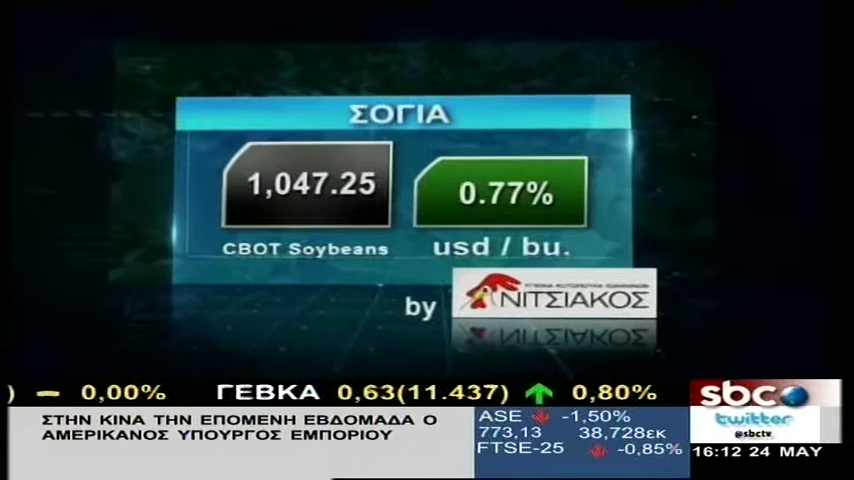 ΣΟΓΙΑ
1,047.25
0.77%
CBOT Soybeans
usd / bu.
by
ΝΙΤΣΙΑΚΟΣ
) 0,00% ΓΕΒΚΑ 0,63(11.437) 0,80%
sbc
ΣΤΗΝ ΚΙΝΑ ΤΗΝ ΕΠΟΜΕΝΗ ΕΒΔΟΜΑΔΑ Ο
ΑΜΕΡΙΚΑΝΟΣ ΥΠΟΥΡΓΟΣ ΕΜΠΟΡΙΟΥ
ASE -1,50%
773,13 38,728εκ
FTSE-25 -0,85%
twitter
@sbctv
16:12 24 MAY